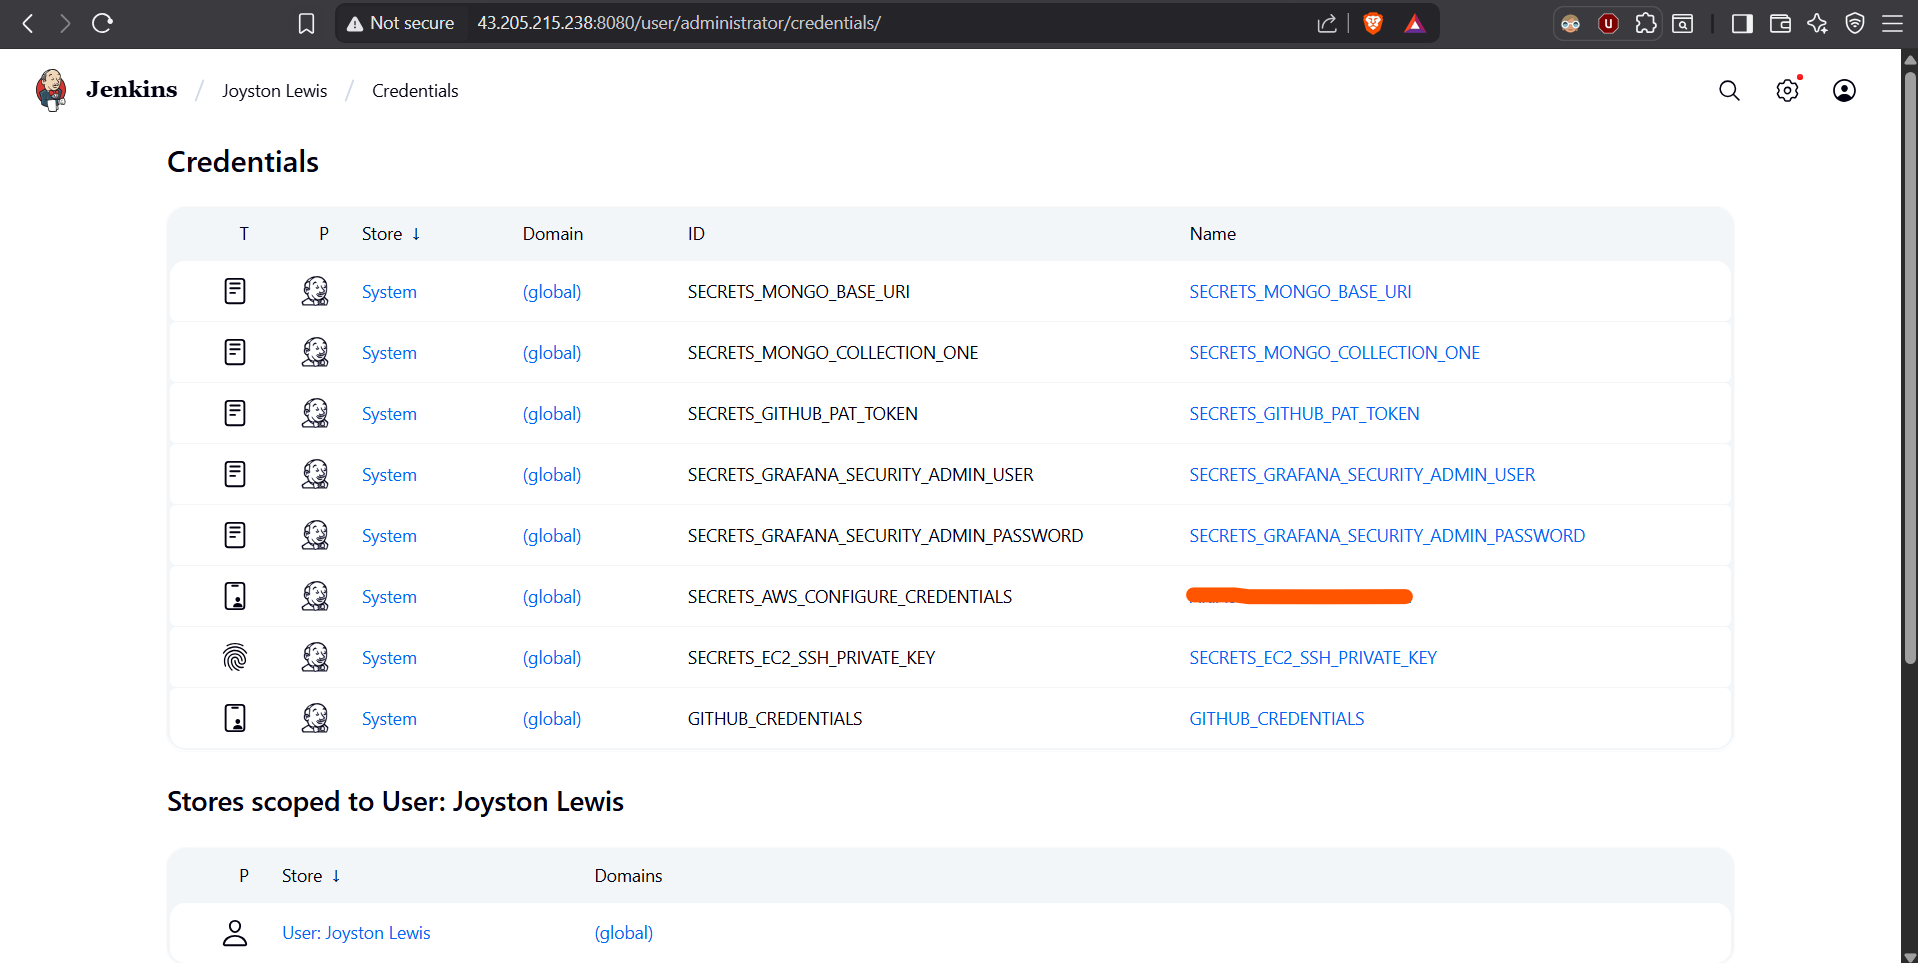 Not secure 43.205.215.238:8080/user/administrator/credentials/
Jenkins / Joyston Lewis / Credentials
Credentials
T P Store ↓ Domain ID Name
System (global) SECRETS_MONGO_BASE_URI SECRETS_MONGO_BASE_URI
System (global) SECRETS_MONGO_COLLECTION_ONE SECRETS_MONGO_COLLECTION_ONE
System (global) SECRETS_GITHUB_PAT_TOKEN SECRETS_GITHUB_PAT_TOKEN
System (global) SECRETS_GRAFANA_SECURITY_ADMIN_USER SECRETS_GRAFANA_SECURITY_ADMIN_USER
System (global) SECRETS_GRAFANA_SECURITY_ADMIN_PASSWORD SECRETS_GRAFANA_SECURITY_ADMIN_PASSWORD
System (global) SECRETS_AWS_CONFIGURE_CREDENTIALS
System (global) SECRETS_EC2_SSH_PRIVATE_KEY SECRETS_EC2_SSH_PRIVATE_KEY
System (global) GITHUB_CREDENTIALS GITHUB_CREDENTIALS
Stores scoped to User: Joyston Lewis
P Store ↓ Domains
User: Joyston Lewis (global)